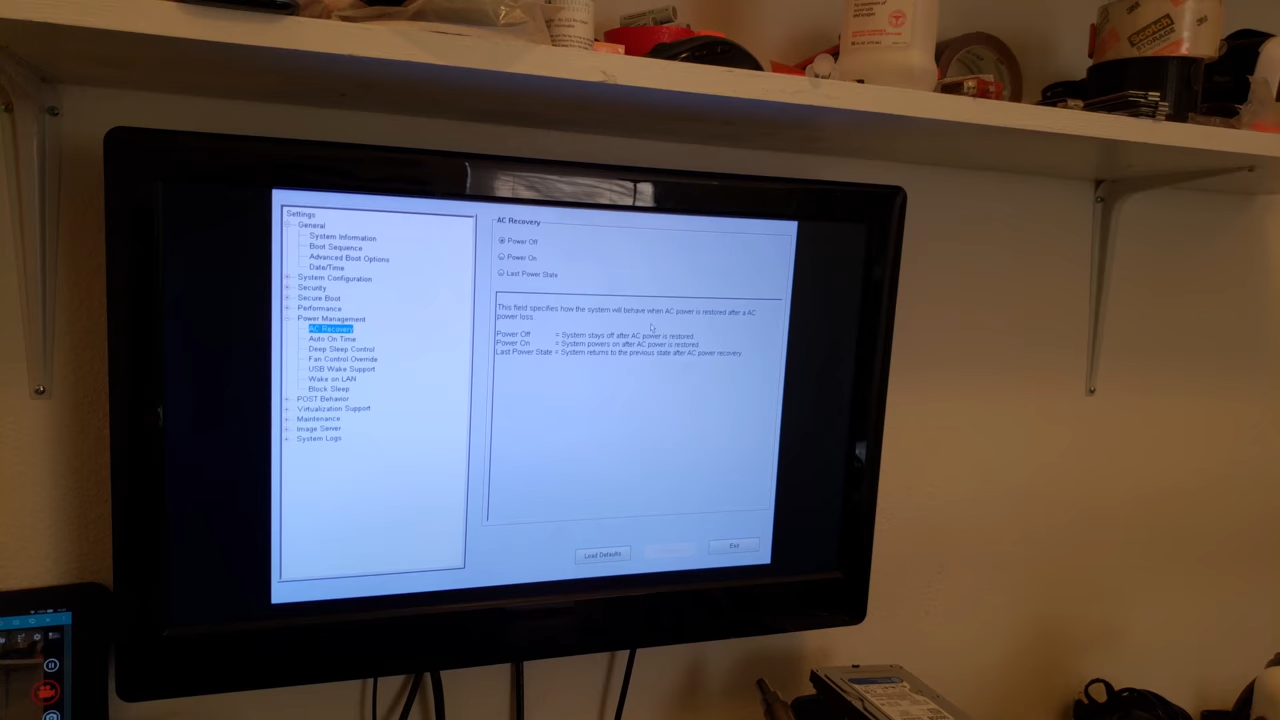 Scotch
STORAGE
3M
Settings
General
System Information
Boot Sequence
Advanced Boot Options
Date/Time
System Configuration
Security
Secure Boot
Performance
Power Management
AC Recovery
Auto On Time
Deep Sleep Control
Fan Control Override
USB Wake Support
Wake on LAN
Block Sleep
POST Behavior
Virtualization Support
Maintenance
Image Server
System Logs
AC Recovery
Power Off
Power On
Last Power State
This field specifies how the system will behave when AC power is restored after a AC
power loss.
Power Off = System stays off after AC power is restored.
Power On = System powers on after AC power is restored.
Last Power State = System returns to the previous state after AC power recovery.
Load Defaults
Exit